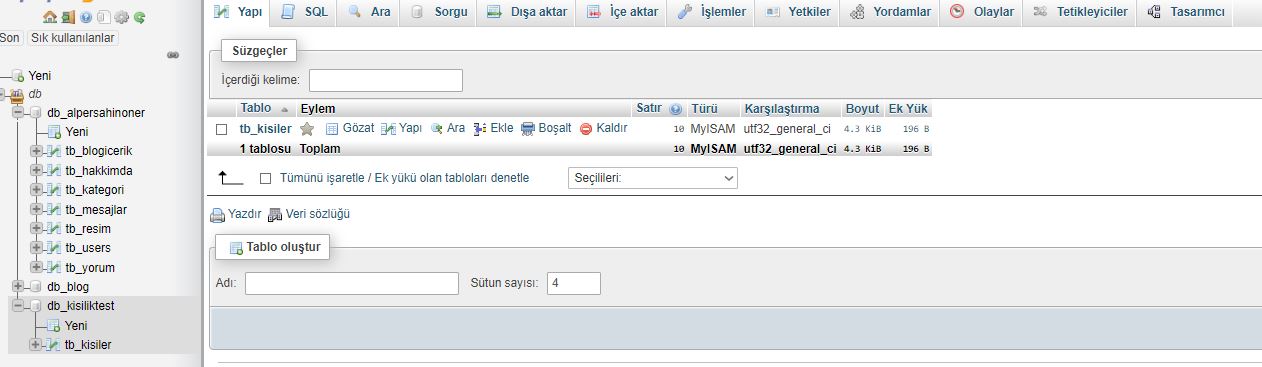 Son Sık kullanılanlar
Yeni
db
db_alpersahinoner
Yeni
tb_blogicerik
tb_hakkimda
tb_kategori
tb_mesajlar
tb_resim
tb_users
tb_yorum
db_blog
db_kisiliktest
Yeni
tb_kisiler
Yapı SQL Ara Sorgu Dışa aktar İçe aktar İşlemler Yetkiler Yordamlar Olaylar Tetikleyiciler Tasarımcı
Süzgeçler
İçerdiği kelime:
Tablo Eylem Satır Türü Karşılaştırma Boyut Ek Yük
tb_kisiler Gözat Yapı Ara Ekle Boşalt Kaldır 10 MyISAM utf32_general_ci 4.3 KiB 196 B
1 tablosu Toplam 10 MyISAM utf32_general_ci 4.3 KiB 196 B
Tümünü işaretle / Ek yükü olan tabloları denetle Seçilileri:
Yazdır Veri sözlüğü
Tablo oluştur
Adı: Sütun sayısı: 4